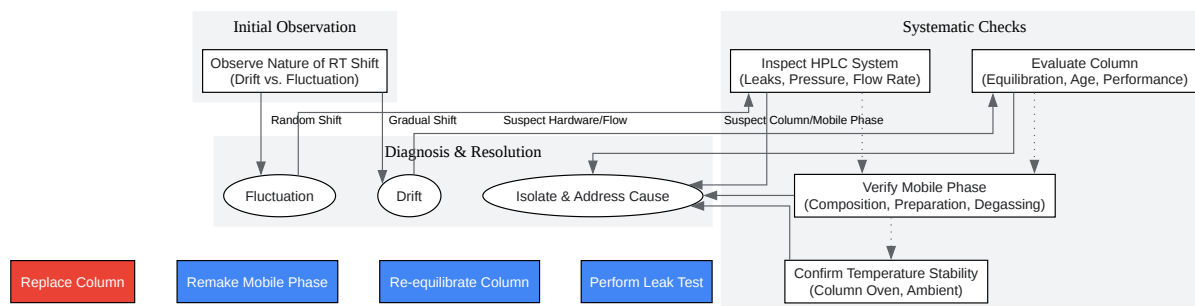 Initial Observation
Systematic Checks
Observe Nature of RT Shift
(Drift vs. Fluctuation)
Inspect HPLC System
(Leaks, Pressure, Flow Rate)
Evaluate Column
(Equilibration, Age, Performance)
Random Shift
Gradual Shift
Suspect Hardware/Flow
Suspect Column/Mobile Phase
Diagnosis & Resolution
Fluctuation
Drift
Isolate & Address Cause
Verify Mobile Phase
(Composition, Preparation, Degassing)
Replace Column
Remake Mobile Phase
Re-equilibrate Column
Perform Leak Test
Confirm Temperature Stability
(Column Oven, Ambient)